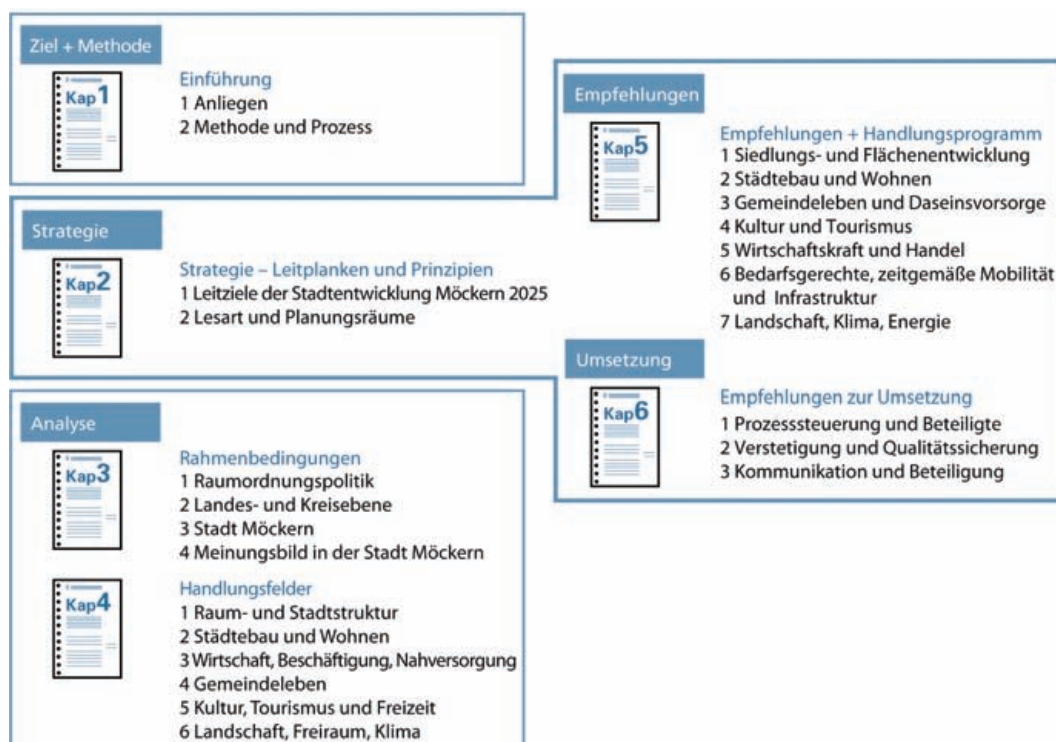 Ziel + Methode
Kap1
Einführung
1 Anliegen
2 Methode und Prozess
Strategie
Kap2
Strategie – Leitplanken und Prinzipien
1 Leitziele der Stadtentwicklung Möckern 2025
2 Lesart und Planungsräume
Analyse
Kap3
Rahmenbedingungen
1 Raumordnungspolitik
2 Landes- und Kreisebene
3 Stadt Möckern
4 Meinungsbild in der Stadt Möckern
Kap4
Handlungsfelder
1 Raum- und Stadtstruktur
2 Städtebau und Wohnen
3 Wirtschaft, Beschäftigung, Nahversorgung
4 Gemeindeleben
5 Kultur, Tourismus und Freizeit
6 Landschaft, Freiraum, Klima
Empfehlungen
Kap5
Empfehlungen + Handlungsprogramm
1 Siedlungs- und Flächenentwicklung
2 Städtebau und Wohnen
3 Gemeindeleben und Daseinsvorsorge
4 Kultur und Tourismus
5 Wirtschaftskraft und Handel
6 Bedarfsgerechte, zeitgemäße Mobilität
und Infrastruktur
7 Landschaft, Klima, Energie
Umsetzung
Kap6
Empfehlungen zur Umsetzung
1 Prozesssteuerung und Beteiligte
2 Verstetigung und Qualitätssicherung
3 Kommunikation und Beteiligung